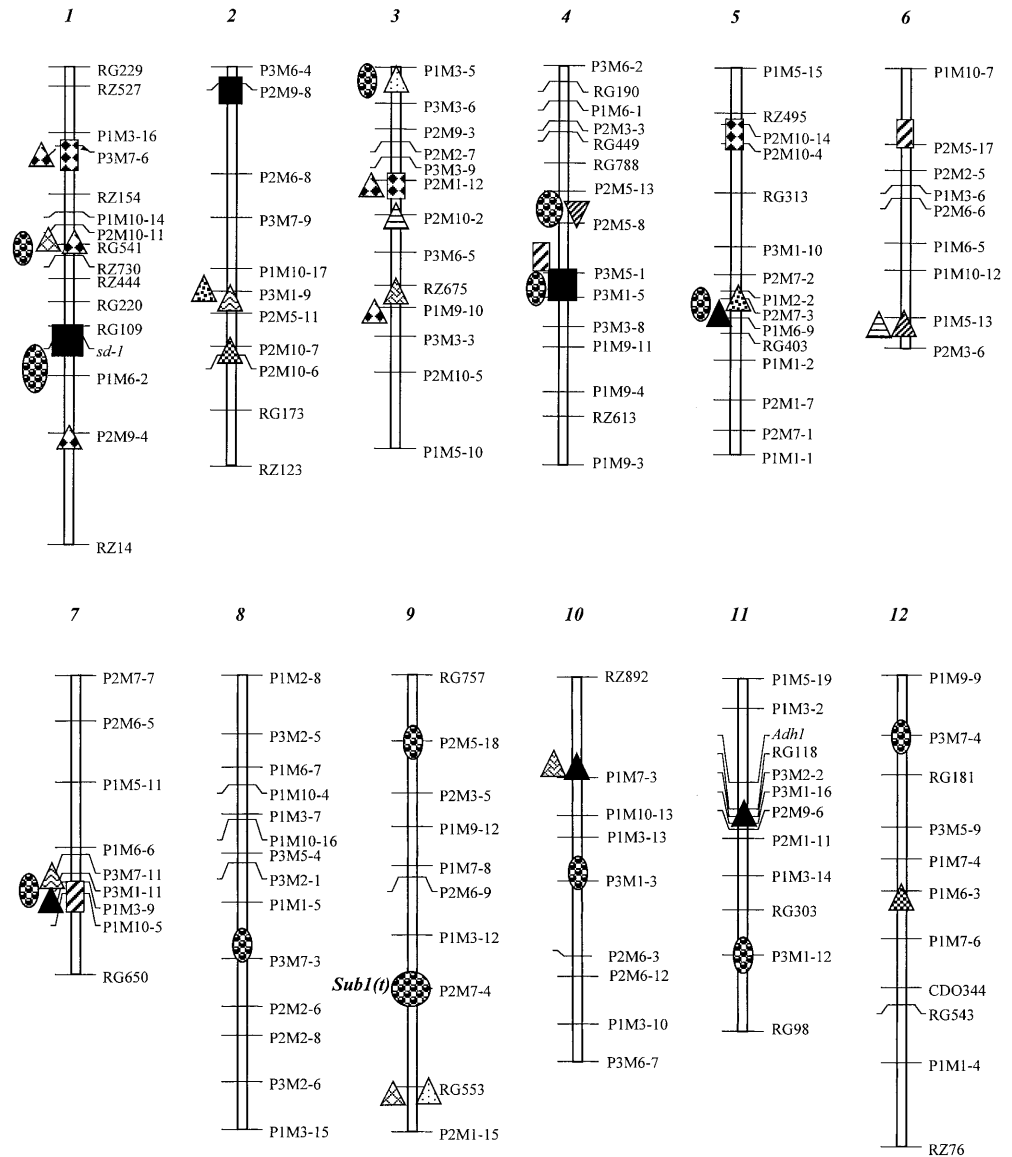 1
RG229
RZ527
P1M3-16
P3M7-6
RZ154
P1M10-14
P2M10-11
RG541
RZ730
RZ444
RG220
RG109
sd-1
P1M6-2
P2M9-4
RZ14
2
P3M6-4
P2M9-8
P2M6-8
P3M7-9
P1M10-17
P3M1-9
P2M5-11
P2M10-7
P2M10-6
RG173
RZ123
3
P1M3-5
P3M3-6
P2M9-3
P2M2-7
P3M3-9
P2M1-12
P2M10-2
P3M6-5
RZ675
P1M9-10
P3M3-3
P2M10-5
P1M5-10
4
P3M6-2
RG190
P1M6-1
P2M3-3
RG449
RG788
P2M5-13
P2M5-8
P3M5-1
P3M1-5
P3M3-8
P1M9-11
P1M9-4
RZ613
P1M9-3
5
P1M5-15
RZ495
P2M10-14
P2M10-4
RG313
P3M1-10
P2M7-2
P1M2-2
P2M7-3
P1M6-9
RG403
P1M1-2
P2M1-7
P2M7-1
P1M1-1
6
P1M10-7
P2M5-17
P2M2-5
P1M3-6
P2M6-6
P1M6-5
P1M10-12
P1M5-13
P2M3-6
7
P2M7-7
P2M6-5
P1M5-11
P1M6-6
P3M7-11
P3M1-11
P1M3-9
P1M10-5
RG650
8
P1M2-8
P3M2-5
P1M6-7
P1M10-4
P1M3-7
P1M10-16
P3M5-4
P3M2-1
P1M1-5
P3M7-3
P2M2-6
P2M2-8
P3M2-6
P1M3-15
9
RG757
P2M5-18
P2M3-5
P1M9-12
P1M7-8
P2M6-9
P1M3-12
Sub1(t)
P2M7-4
RG553
P2M1-15
10
RZ892
P1M7-3
P1M10-13
P1M3-13
P3M1-3
P2M6-3
P2M6-12
P1M3-10
P3M6-7
11
P1M5-19
P1M3-2
Adh1
RG118
P3M2-2
P3M1-16
P2M9-6
P2M1-11
P1M3-14
RG303
P3M1-12
RG98
12
P1M9-9
P3M7-4
RG181
P3M5-9
P1M7-4
P1M6-3
P1M7-6
CDO344
RG543
P1M1-4
RZ76